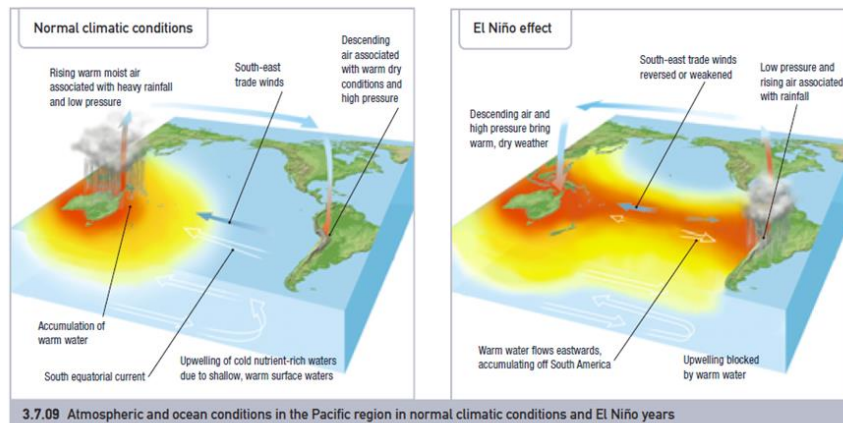 Normal climatic conditions
Rising warm moist air
associated with heavy rainfall
and low pressure
South-east
trade winds
Descending
air associated
with warm dry
conditions and
high pressure
Accumulation of
warm water
South equatorial current
Upwelling of cold nutrient-rich waters
due to shallow, warm surface waters
El Niño effect
South-east trade winds
reversed or weakened
Low pressure and
rising air associated
with rainfall
Descending air and
high pressure bring
warm, dry weather
Warm water flows eastwards,
accumulating off South America
Upwelling blocked
by warm water
3.7.09 Atmospheric and ocean conditions in the Pacific region in normal climatic conditions and El Niño years